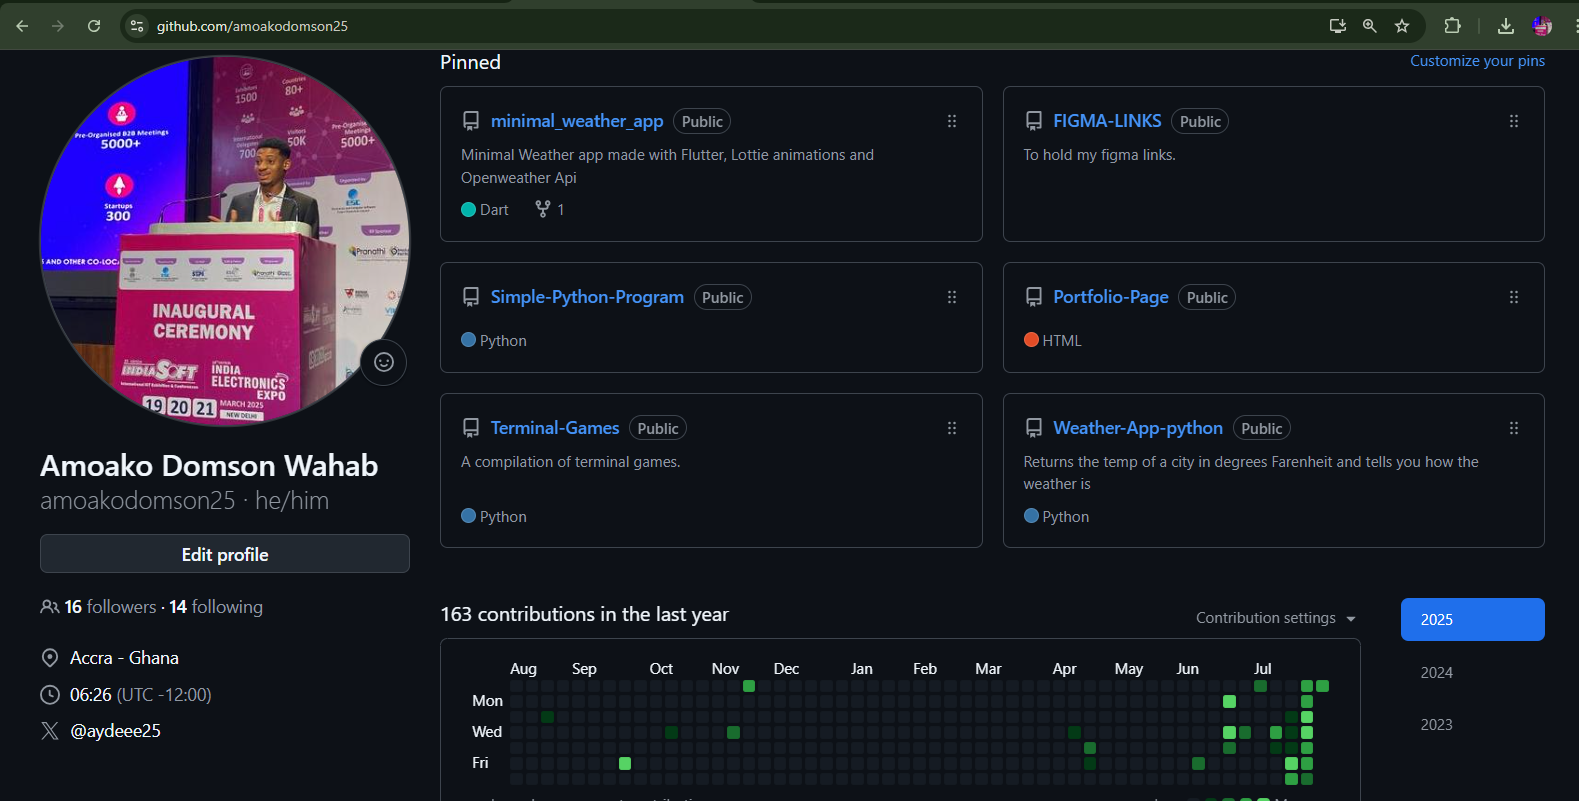 github.com/amoakodomson25
Exhibitors
1500
Countries
80+
International
Delegates
700
Visitors
50K
Pre-Organised
Meetings
5000+
Pre-Organised B2B Meetings
5000+
Startups
300
S AND OTHER CO-LOC
ESC
Pranathi
INAUGURAL
CEREMONY
INDIASOFT
International ICT Exhibition & Conference
INDIA
ELECTRONICS
EXPO
19 20 21 MARCH 2025
NEW DELHI
Amoako Domson Wahab
amoakodomson25 · he/him
Edit profile
16 followers · 14 following
Accra - Ghana
06:26 (UTC -12:00)
@aydeee25
Pinned
Customize your pins
minimal_weather_app Public
Minimal Weather app made with Flutter, Lottie animations and
Openweather Api
Dart 1
FIGMA-LINKS Public
To hold my figma links.
Simple-Python-Program Public
Python
Portfolio-Page Public
HTML
Terminal-Games Public
A compilation of terminal games.
Python
Weather-App-python Public
Returns the temp of a city in degrees Farenheit and tells you how the
weather is
Python
163 contributions in the last year
Contribution settings
2025
2024
2023
Aug Sep Oct Nov Dec Jan Feb Mar Apr May Jun Jul
Mon
Wed
Fri